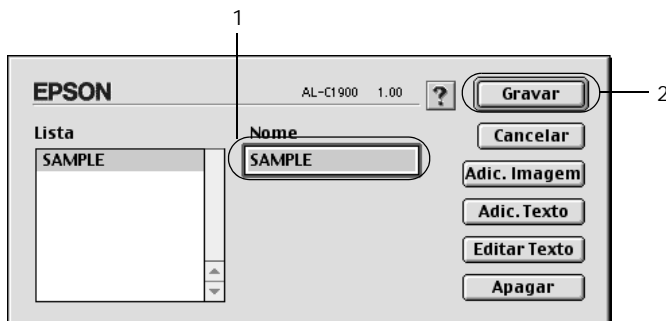 1
EPSON
AL-C1900 1.00
?
Gravar
2
Lista
Nome
Cancelar
SAMPLE
SAMPLE
Adic. Imagem
Adic. Texto
Editar Texto
Apagar